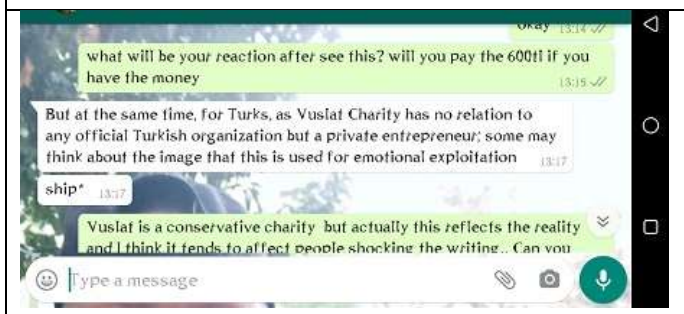 okay 13:14
what will be your reaction after see this? will you pay the 600tl if you
have the money
13:15
But at the same time, for Turks, as Vuslat Charity has no relation to
any official Turkish organization but a private entrepreneur; some may
think about the image that this is used for emotional exploitation 13:17
ship* 13:17
Vuslat is a conservative charity but actually this reflects the reality
and I think it tends to affect people shocking the writing.. Can you
Type a message